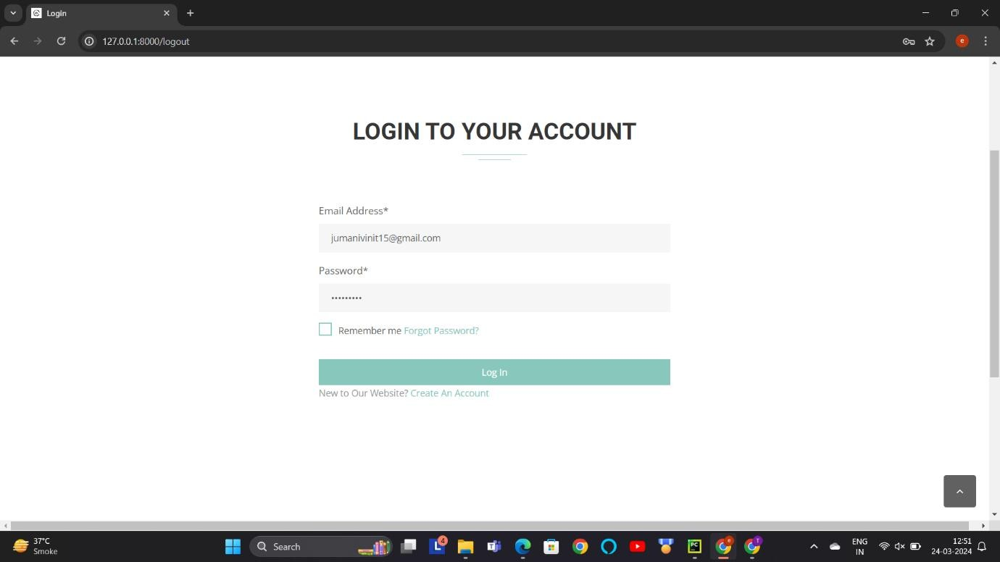 Login
127.0.0.1:8000/logout
e
LOGIN TO YOUR ACCOUNT
Email Address*
jumanivinit15@gmail.com
Password*
•••••••••
Remember me Forgot Password?
Log In
New to Our Website? Create An Account
37°C
Smoke
Search
L
4
T
PC
e
T
ENG
IN
12:51
24-03-2024